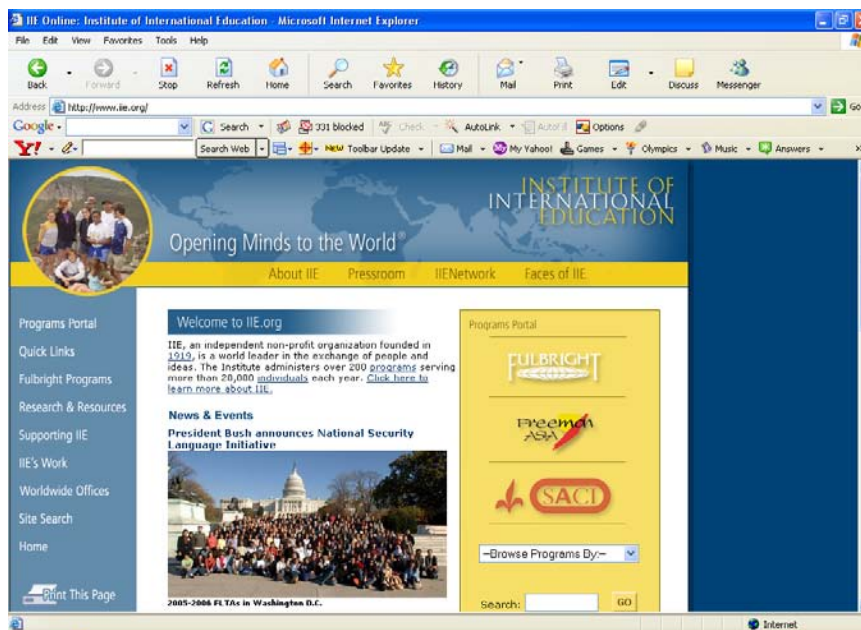 IIE Online: Institute of International Education - Microsoft Internet Explorer
File Edit View Favorites Tools Help
Back Forward Stop Refresh Home Search Favorites History Mail Print Edit Discuss Messenger
Address http://www.iie.org/ Go
Google Search 331 blocked Check AutoLink AutoFill Options
Y! Search Web NEW Toolbar Update Mail My Yahoo! Games Olympics Music Answers
INSTITUTE OF
INTERNATIONAL
EDUCATION
Opening Minds to the World®
About IIE Pressroom IIENetwork Faces of IIE
Programs Portal
Quick Links
Fulbright Programs
Research & Resources
Supporting IIE
IIE's Work
Worldwide Offices
Site Search
Home
Print This Page
Welcome to IIE.org
IIE, an independent non-profit organization founded in
1919, is a world leader in the exchange of people and
ideas. The Institute administers over 200 programs serving
more than 20,000 individuals each year. Click here to
learn more about IIE.
News & Events
President Bush announces National Security
Language Initiative
2005-2006 FLTAs in Washington D.C.
Programs Portal
FULBRIGHT
Freeman
ASIA
SACI
--Browse Programs By:--
Search: GO
Internet